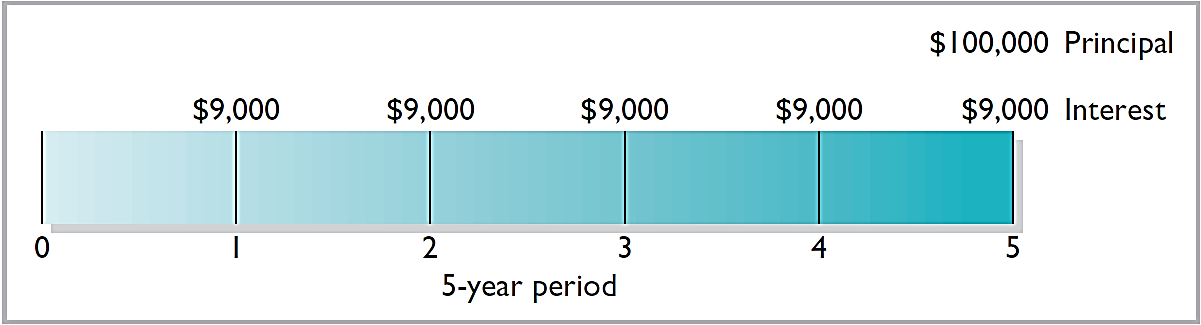 $100,000 Principal
$9,000 $9,000 $9,000 $9,000 $9,000 Interest
0 1 2 3 4 5
5-year period